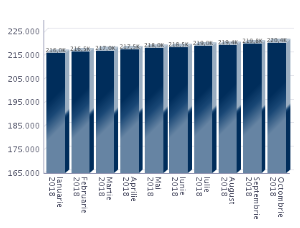 225.000
215.000
205.000
195.000
185.000
175.000
165.000
216.0K 216.5K 217.0K 217.5K 218.0K 218.5K 219.0K 219.4K 219.8K 220.4K
Ianuarie 2018
Februarie 2018
Martie 2018
Aprilie 2018
Mai 2018
Iunie 2018
Iulie 2018
August 2018
Septembrie 2018
Octombrie 2018